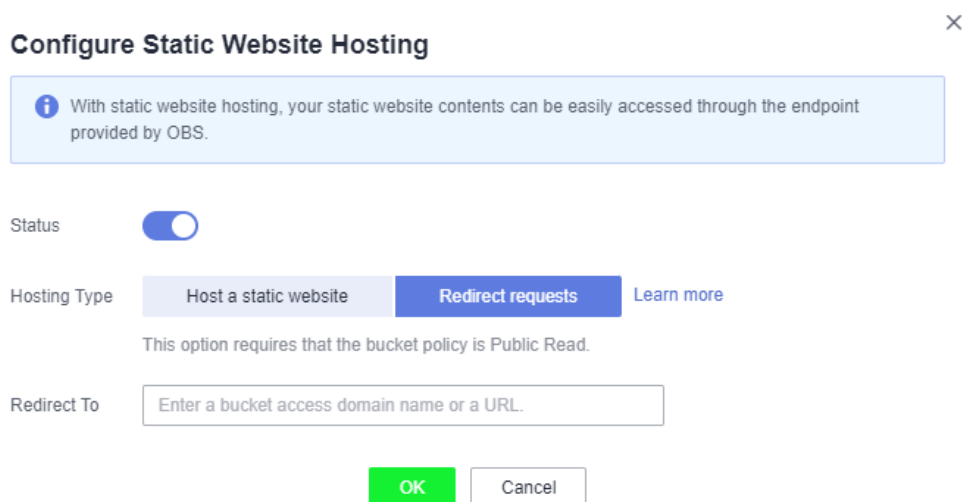 Configure Static Website Hosting
With static website hosting, your static website contents can be easily accessed through the endpoint
provided by OBS.
Status
Hosting Type Host a static website Redirect requests Learn more
This option requires that the bucket policy is Public Read.
Redirect To Enter a bucket access domain name or a URL.
OK Cancel